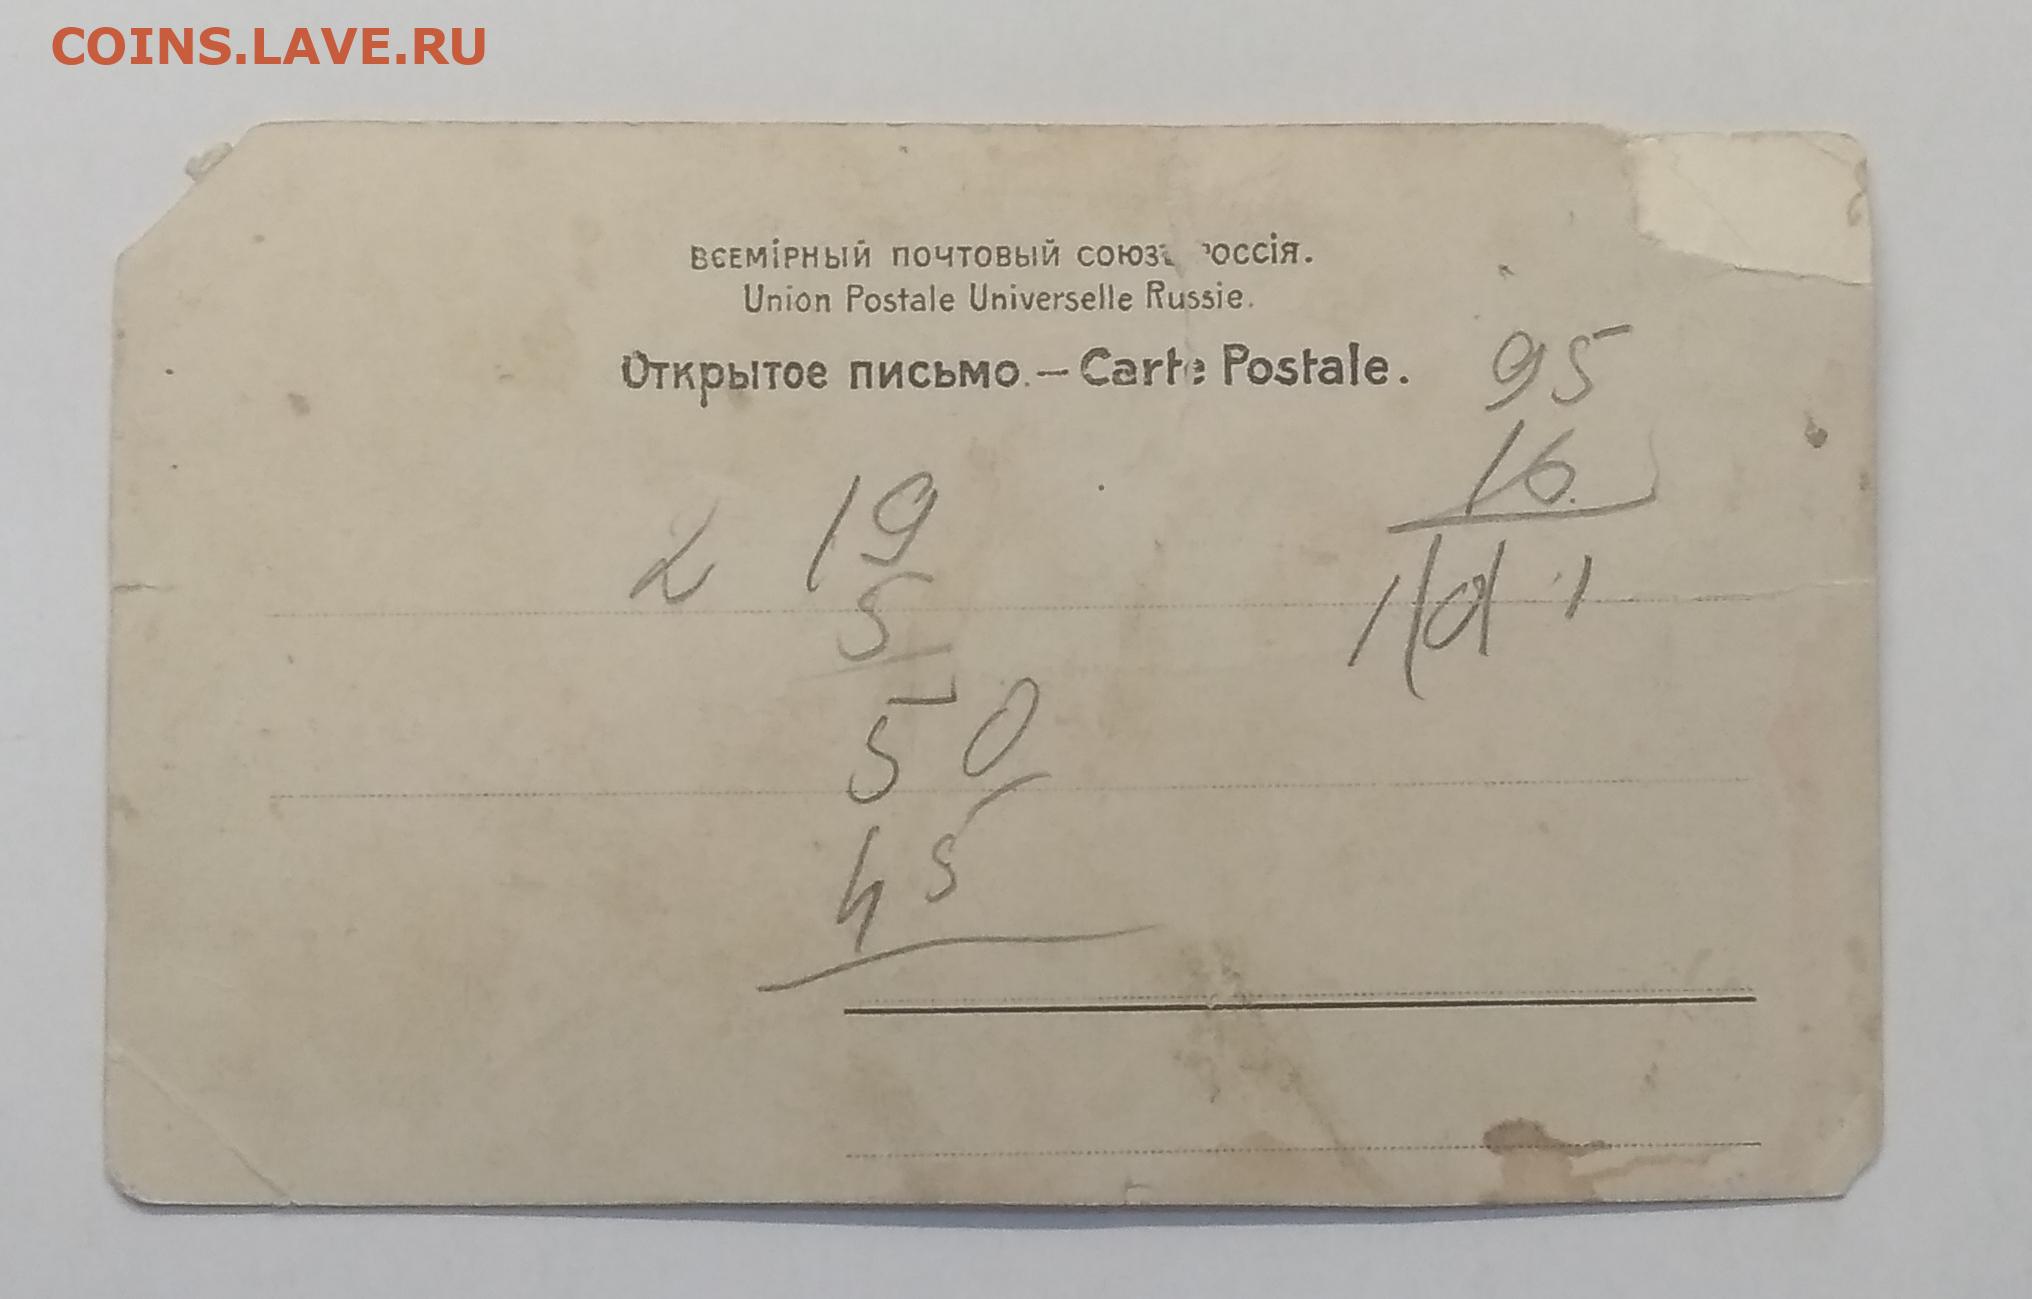 COINS.LAVE.RU
ВСЕМІРНЫЙ ПОЧТОВЫЙ СОЮЗЪ РОССІЯ.
Union Postale Universelle Russie.
Открытое письмо. — Carte Postale.
95
16
2 19
5
50
45